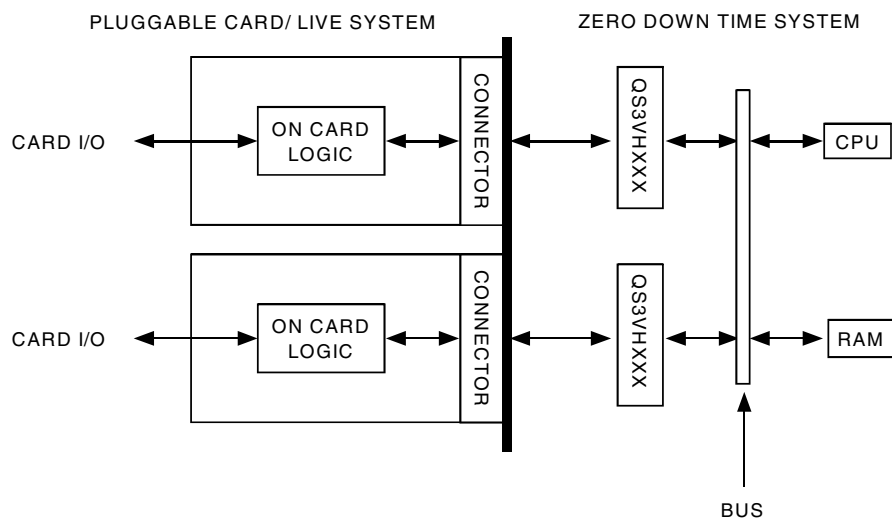 PLUGGABLE CARD/ LIVE SYSTEM
ZERO DOWN TIME SYSTEM
CARD I/O
ON CARD
LOGIC
CONNECTOR
QS3VHXXX
CPU
CARD I/O
ON CARD
LOGIC
CONNECTOR
QS3VHXXX
RAM
BUS